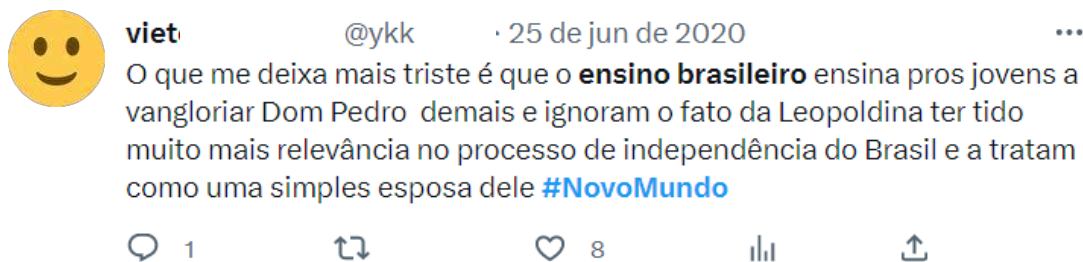 viet @ykk · 25 de jun de 2020
O que me deixa mais triste é que o ensino brasileiro ensina pros jovens a
vangloriar Dom Pedro demais e ignoram o fato da Leopoldina ter tido
muito mais relevância no processo de independência do Brasil e a tratam
como uma simples esposa dele #NovoMundo
1 8